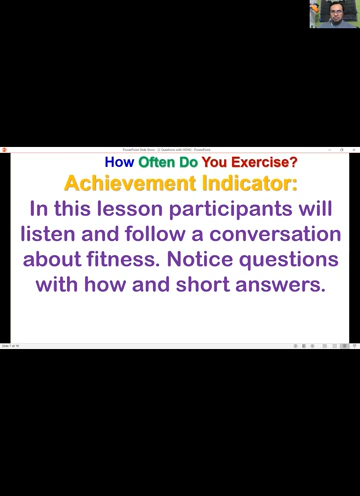 How Often Do You Exercise?
Achievement Indicator:
In this lesson participants will
listen and follow a conversation
about fitness. Notice questions
with how and short answers.